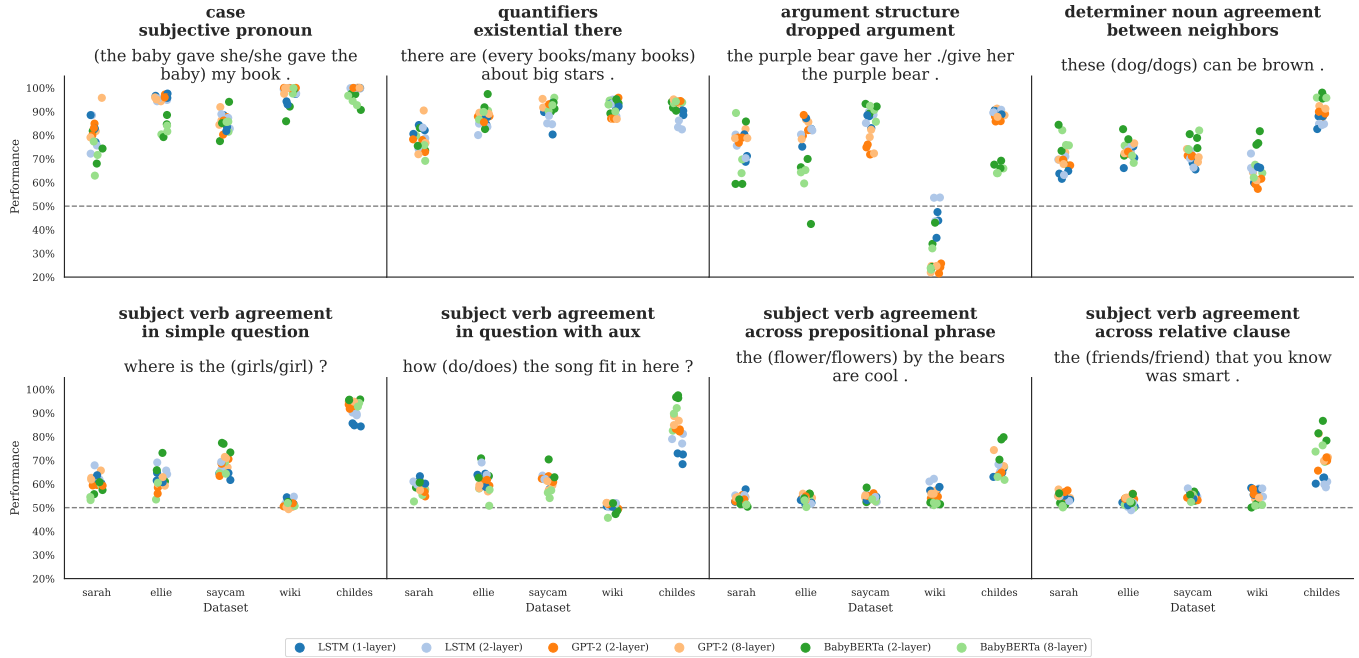 case
subjective pronoun
(the baby gave she/she gave the
baby) my book .
quantifiers
existential there
there are (every books/many books)
about big stars .
argument structure
dropped argument
the purple bear gave her ./give her
the purple bear .
determiner noun agreement
between neighbors
these (dog/dogs) can be brown .
Performance
100%
90%
80%
70%
60%
50%
40%
30%
20%
subject verb agreement
in simple question
where is the (girls/girl) ?
subject verb agreement
in question with aux
how (do/does) the song fit in here ?
subject verb agreement
across prepositional phrase
the (flower/flowers) by the bears
are cool .
subject verb agreement
across relative clause
the (friends/friend) that you know
was smart .
Performance
100%
90%
80%
70%
60%
50%
40%
30%
20%
sarah ellie saycam wiki childes
Dataset
sarah ellie saycam wiki childes
Dataset
sarah ellie saycam wiki childes
Dataset
sarah ellie saycam wiki childes
Dataset
LSTM (1-layer) LSTM (2-layer) GPT-2 (2-layer) GPT-2 (8-layer) BabyBERTa (2-layer) BabyBERTa (8-layer)